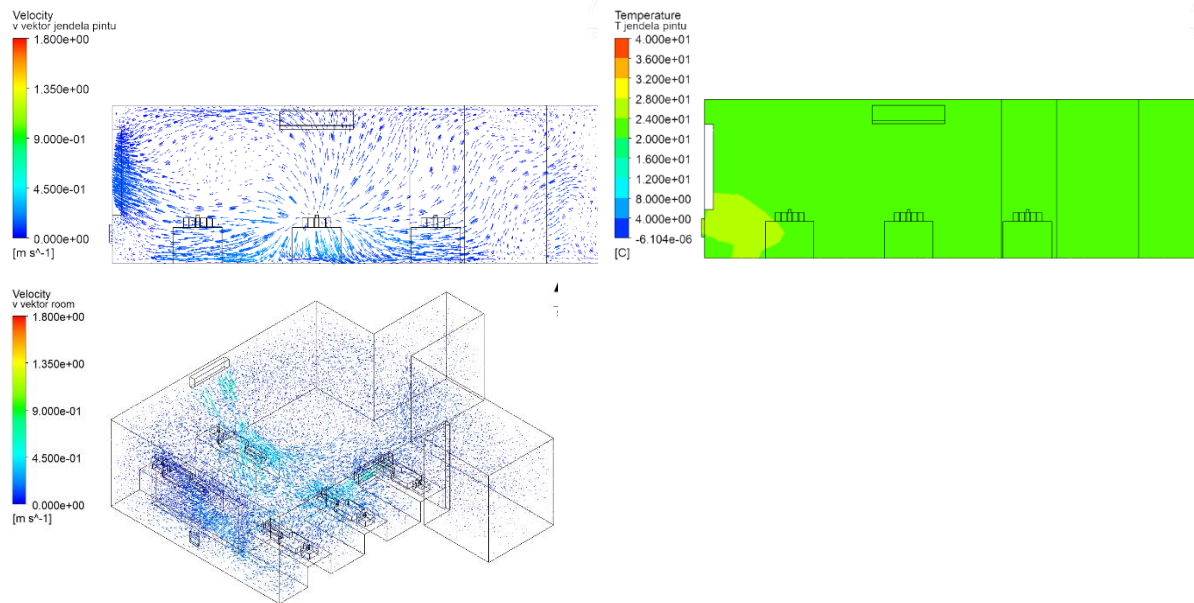 Velocity
v vektor jendela pintu
1.800e+00
1.350e+00
9.000e-01
4.500e-01
0.000e+00
[m s^-1]
Temperature
T jendela pintu
4.000e+01
3.600e+01
3.200e+01
2.800e+01
2.400e+01
2.000e+01
1.600e+01
1.200e+01
8.000e+00
4.000e+00
-6.104e-06
[C]
Velocity
v vektor room
1.800e+00
1.350e+00
9.000e-01
4.500e-01
0.000e+00
[m s^-1]